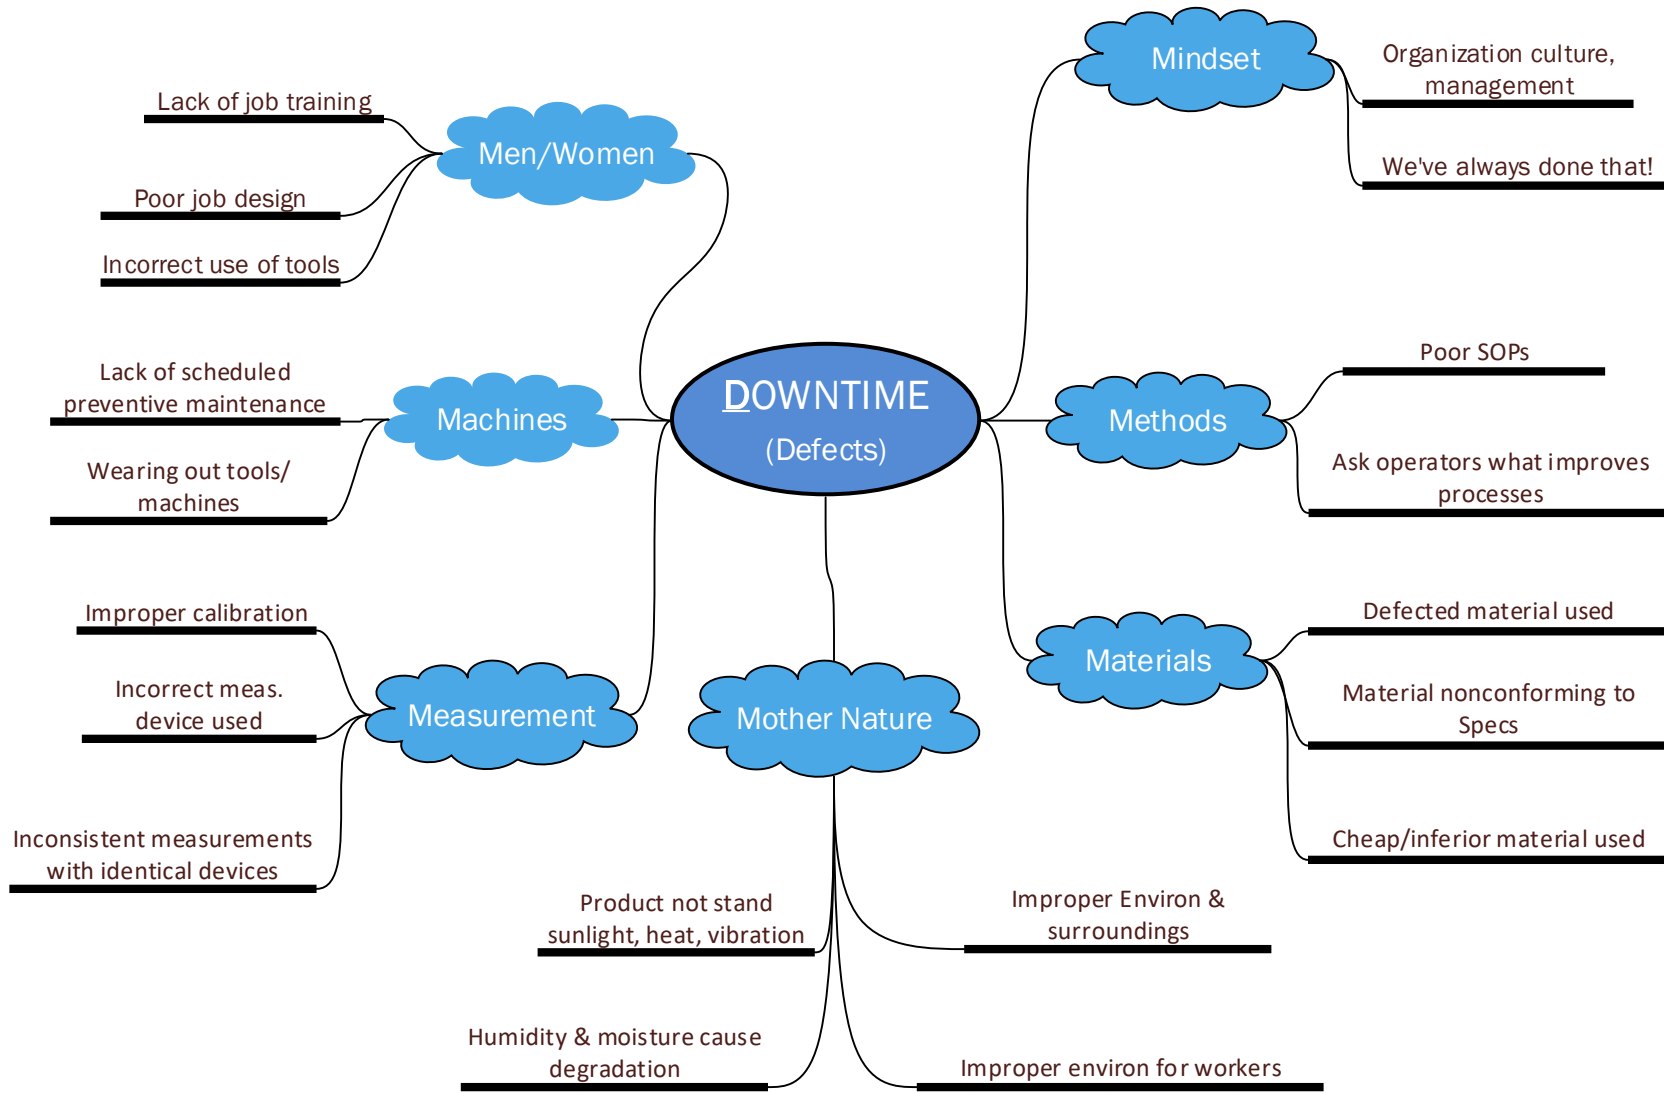 DOWNTIME
(Defects)
Men/Women
Lack of job training
Poor job design
Incorrect use of tools
Machines
Lack of scheduled
preventive maintenance
Wearing out tools/
machines
Measurement
Improper calibration
Incorrect meas.
device used
Inconsistent measurements
with identical devices
Mother Nature
Product not stand
sunlight, heat, vibration
Humidity & moisture cause
degradation
Improper Environ &
surroundings
Improper environ for workers
Mindset
Organization culture,
management
We've always done that!
Methods
Poor SOPs
Ask operators what improves
processes
Materials
Defected material used
Material nonconforming to
Specs
Cheap/inferior material used